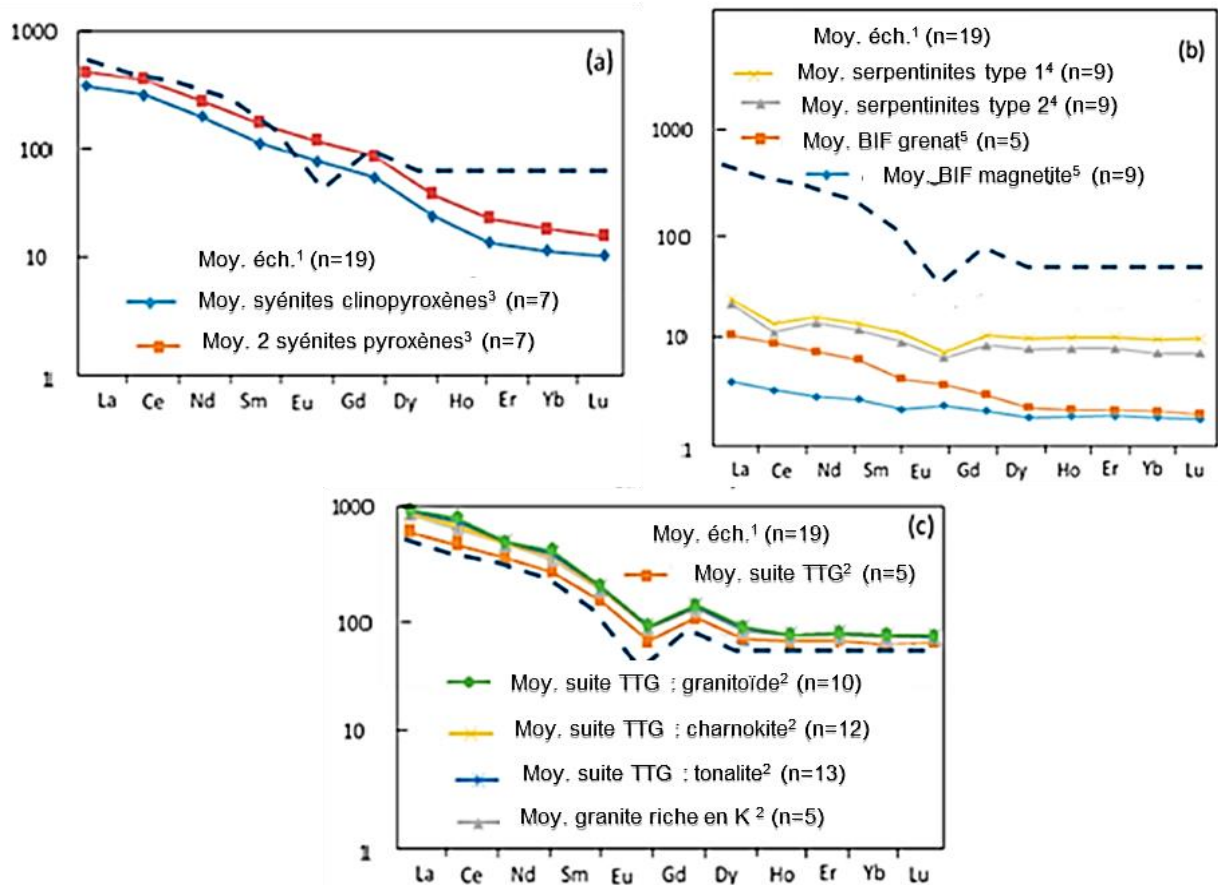 1000
100
10
1
(a)
Moy. éch.¹ (n=19)
Moy. syénites clinopyroxènes³ (n=7)
Moy. 2 syénites pyroxènes³ (n=7)
La Ce Nd Sm Eu Gd Dy Ho Er Yb Lu
(b)
Moy. éch.¹ (n=19)
Moy. serpentinites type 1⁴ (n=9)
Moy. serpentinites type 2⁴ (n=9)
Moy. BIF grenat⁵ (n=5)
Moy. BIF magnetite⁵ (n=9)
1000
100
10
1
La Ce Nd Sm Eu Gd Dy Ho Er Yb Lu
1000
100
10
1
(c)
Moy. éch.¹ (n=19)
Moy. suite TTG² (n=5)
Moy. suite TTG : granitoïde² (n=10)
Moy. suite TTG : charnokite² (n=12)
Moy. suite TTG : tonalite² (n=13)
Moy. granite riche en K ² (n=5)
La Ce Nd Sm Eu Gd Dy Ho Er Yb Lu